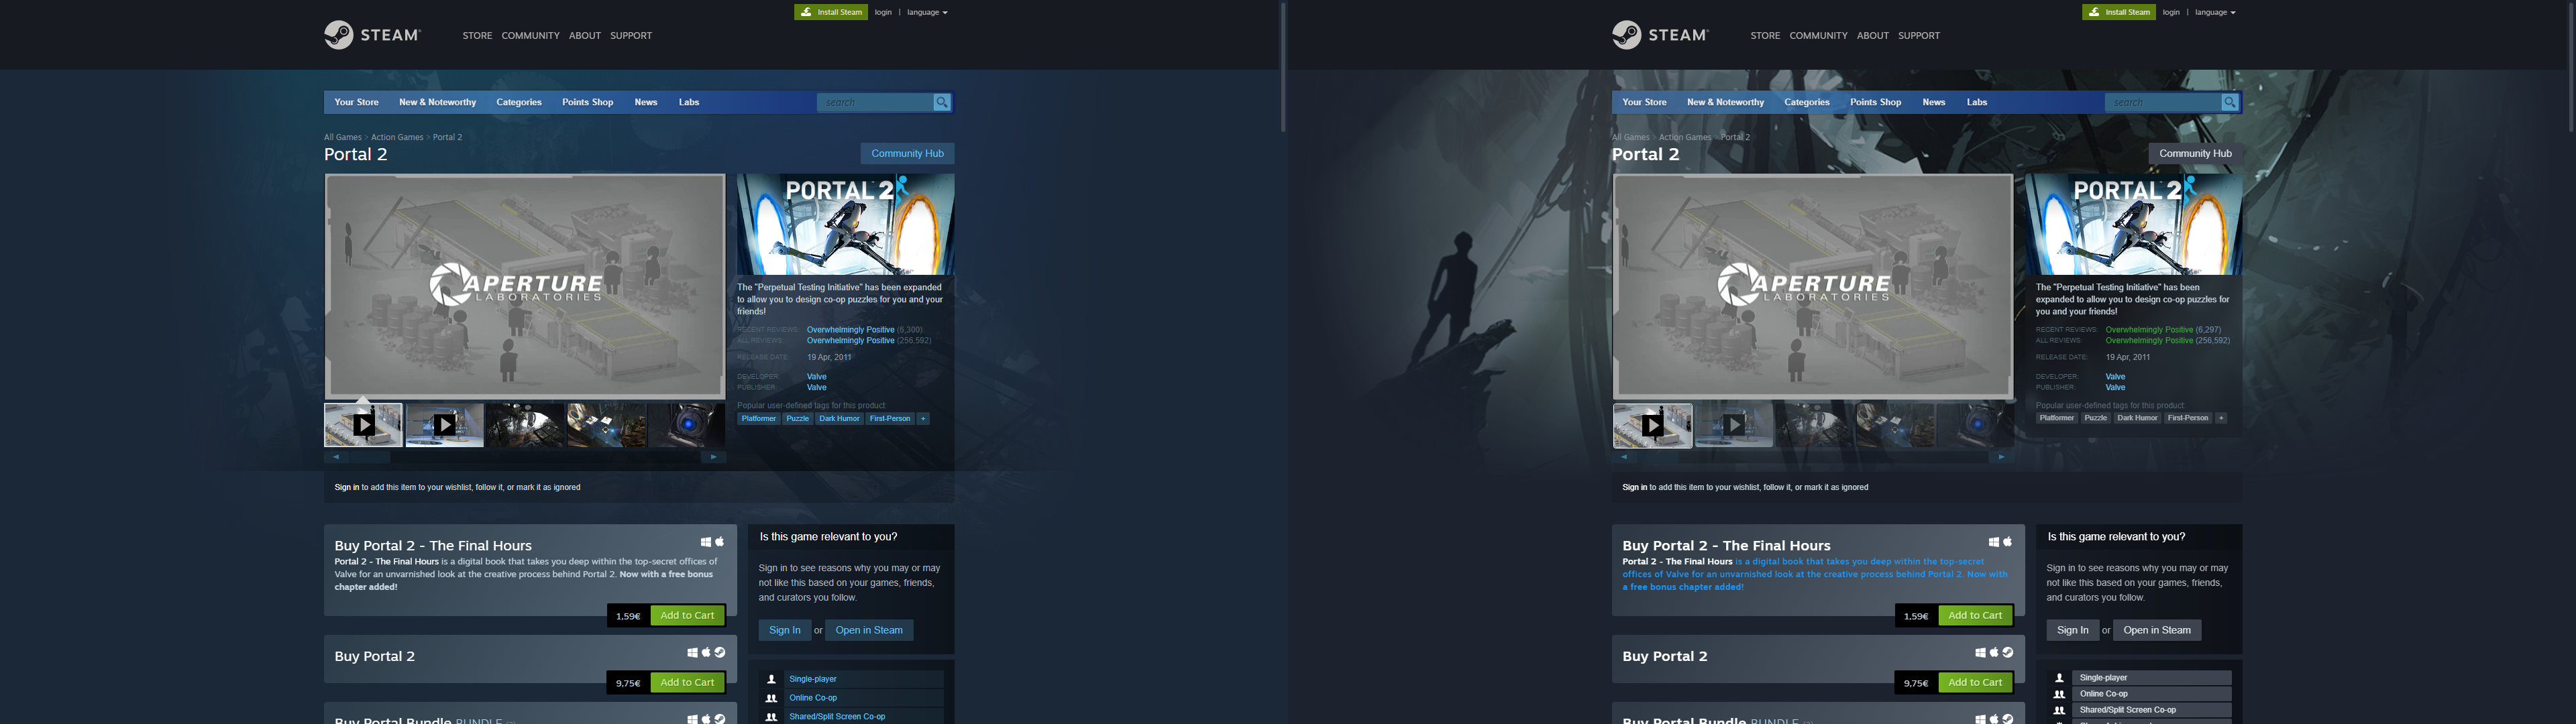 Install Steam login | language
STEAM®
STORE COMMUNITY ABOUT SUPPORT
Your Store New & Noteworthy Categories Points Shop News Labs search
All Games > Action Games > Portal 2
Portal 2
Community Hub
PORTAL 2
APERTURE
LABORATORIES
The "Perpetual Testing Initiative" has been expanded
to allow you to design co-op puzzles for you and your
friends!
RECENT REVIEWS: Overwhelmingly Positive (6,300)
ALL REVIEWS: Overwhelmingly Positive (256,592)
RELEASE DATE: 19 Apr, 2011
DEVELOPER: Valve
PUBLISHER: Valve
Popular user-defined tags for this product:
Platformer Puzzle Dark Humor First-Person +
Sign in to add this item to your wishlist, follow it, or mark it as ignored
Buy Portal 2 - The Final Hours
Portal 2 - The Final Hours is a digital book that takes you deep within the top-secret offices of
Valve for an unvarnished look at the creative process behind Portal 2. Now with a free bonus
chapter added!
1,59€ Add to Cart
Buy Portal 2
9,75€ Add to Cart
Buy Portal Bundle BUNDLE
Is this game relevant to you?
Sign in to see reasons why you may or may
not like this based on your games, friends,
and curators you follow.
Sign In or Open in Steam
Single-player
Online Co-op
Shared/Split Screen Co-op
Install Steam login | language
STEAM®
STORE COMMUNITY ABOUT SUPPORT
Your Store New & Noteworthy Categories Points Shop News Labs search
All Games > Action Games > Portal 2
Portal 2
Community Hub
PORTAL 2
APERTURE
LABORATORIES
The "Perpetual Testing Initiative" has been
expanded to allow you to design co-op puzzles for
you and your friends!
RECENT REVIEWS: Overwhelmingly Positive (6,297)
ALL REVIEWS: Overwhelmingly Positive (256,592)
RELEASE DATE: 19 Apr, 2011
DEVELOPER: Valve
PUBLISHER: Valve
Popular user-defined tags for this product:
Platformer Puzzle Dark Humor First-Person +
Sign in to add this item to your wishlist, follow it, or mark it as ignored
Buy Portal 2 - The Final Hours
Portal 2 - The Final Hours is a digital book that takes you deep within the top-secret
offices of Valve for an unvarnished look at the creative process behind Portal 2. Now with
a free bonus chapter added!
1,59€ Add to Cart
Buy Portal 2
9,75€ Add to Cart
Buy Portal Bundle BUNDLE
Is this game relevant to you?
Sign in to see reasons why you may or may
not like this based on your games, friends,
and curators you follow.
Sign In or Open in Steam
Single-player
Online Co-op
Shared/Split Screen Co-op